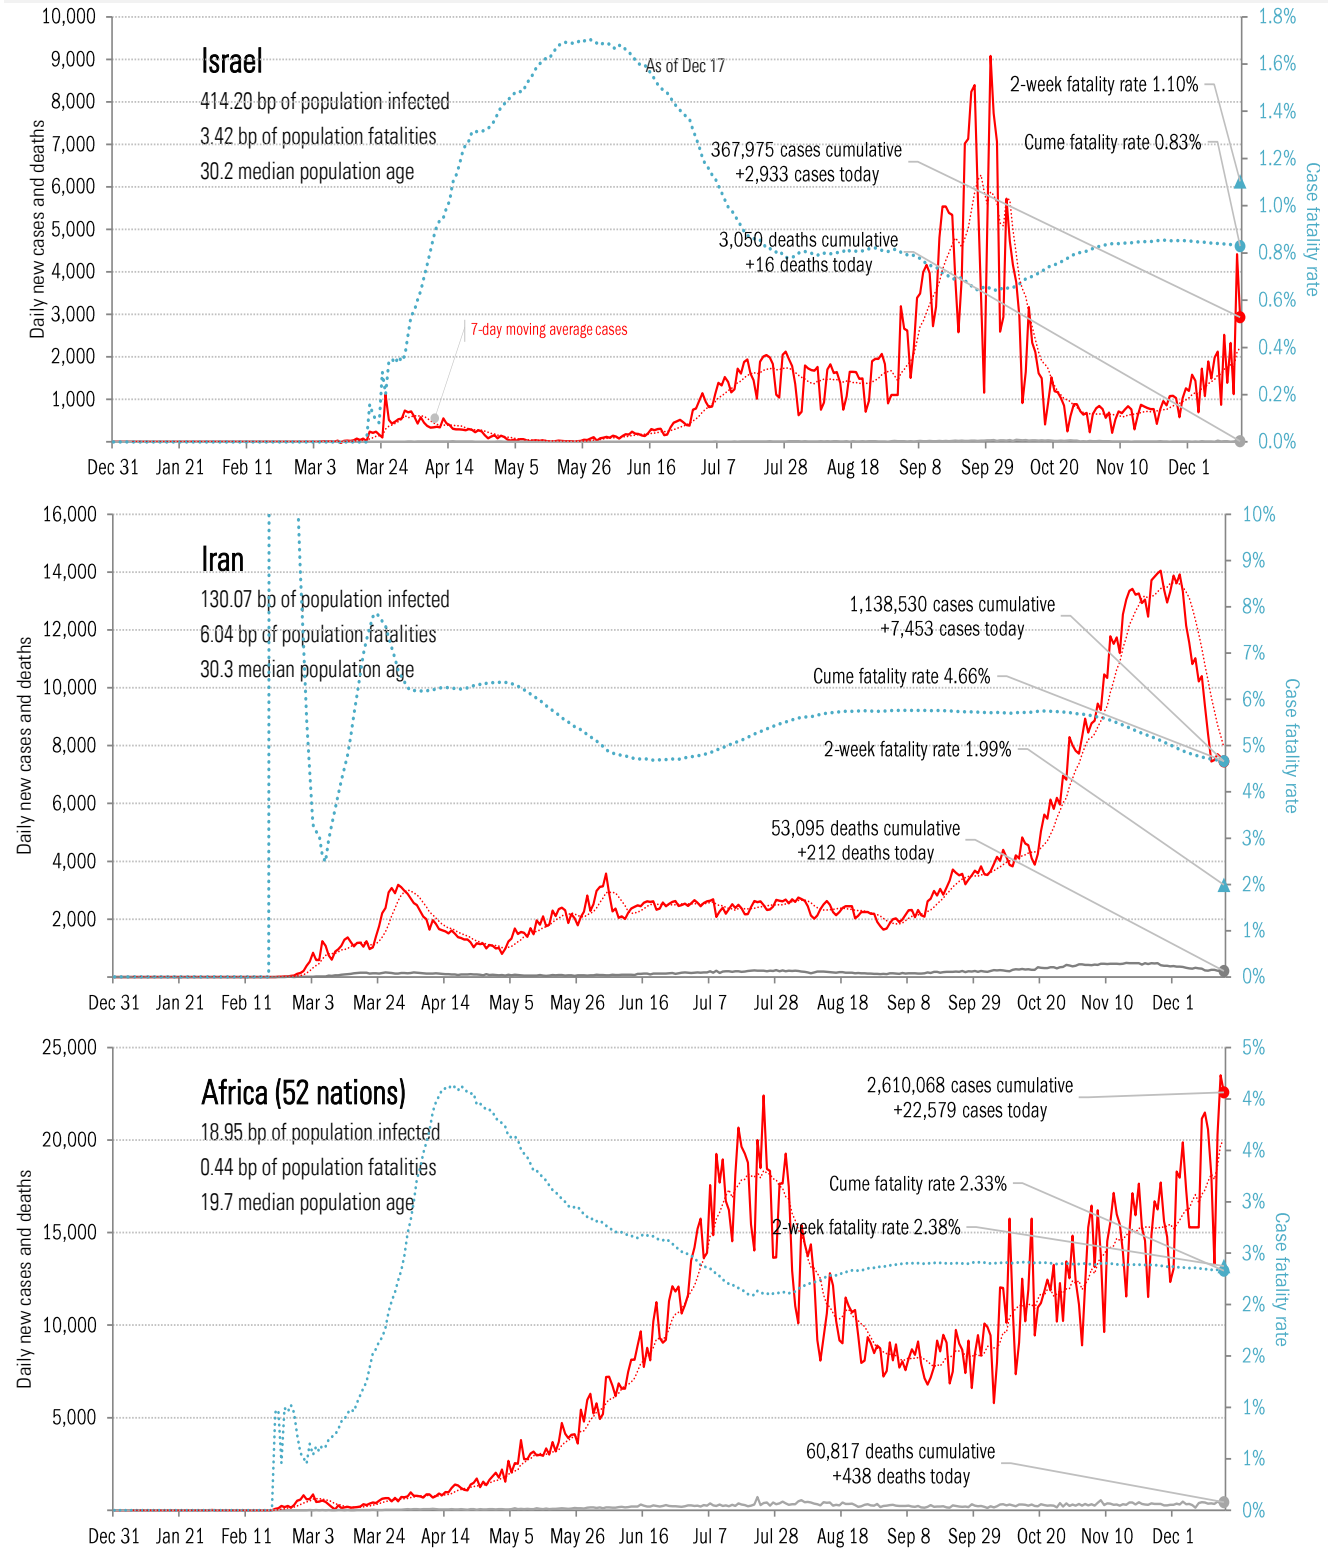 10,000
9,000
8,000
7,000
6,000
5,000
4,000
3,000
2,000
1,000
Daily new cases and deaths
Israel
414.20 bp of population infected
3.42 bp of population fatalities
30.2 median population age
As of Dec 17
2-week fatality rate 1.10%
Cume fatality rate 0.83%
367,975 cases cumulative
+2,933 cases today
3,050 deaths cumulative
+16 deaths today
7-day moving average cases
1.8%
1.6%
1.4%
1.2%
1.0%
0.8%
0.6%
0.4%
0.2%
0.0%
Case fatality rate
Dec 31 Jan 21 Feb 11 Mar 3 Mar 24 Apr 14 May 5 May 26 Jun 16 Jul 7 Jul 28 Aug 18 Sep 8 Sep 29 Oct 20 Nov 10 Dec 1
16,000
14,000
12,000
10,000
8,000
6,000
4,000
2,000
Daily new cases and deaths
Iran
130.07 bp of population infected
6.04 bp of population fatalities
30.3 median population age
1,138,530 cases cumulative
+7,453 cases today
Cume fatality rate 4.66%
2-week fatality rate 1.99%
53,095 deaths cumulative
+212 deaths today
10%
9%
8%
7%
6%
5%
4%
3%
2%
1%
0%
Case fatality rate
Dec 31 Jan 21 Feb 11 Mar 3 Mar 24 Apr 14 May 5 May 26 Jun 16 Jul 7 Jul 28 Aug 18 Sep 8 Sep 29 Oct 20 Nov 10 Dec 1
25,000
20,000
15,000
10,000
5,000
Daily new cases and deaths
Africa (52 nations)
18.95 bp of population infected
0.44 bp of population fatalities
19.7 median population age
2,610,068 cases cumulative
+22,579 cases today
Cume fatality rate 2.33%
2-week fatality rate 2.38%
60,817 deaths cumulative
+438 deaths today
5%
4%
4%
3%
3%
2%
2%
1%
1%
0%
Case fatality rate
Dec 31 Jan 21 Feb 11 Mar 3 Mar 24 Apr 14 May 5 May 26 Jun 16 Jul 7 Jul 28 Aug 18 Sep 8 Sep 29 Oct 20 Nov 10 Dec 1